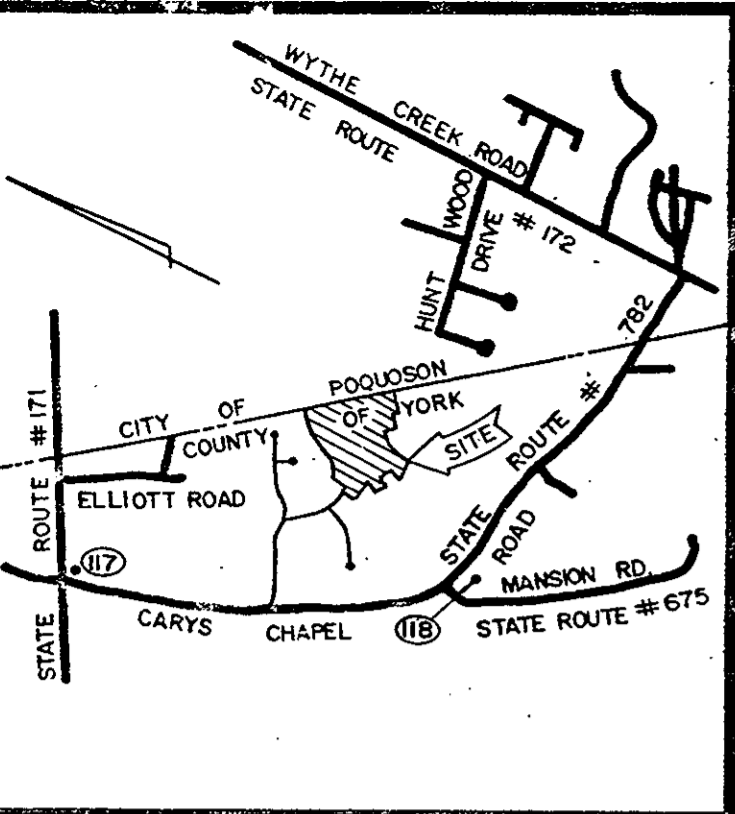 WYTHE CREEK ROAD
STATE ROUTE # 172
HUNT WOOD DRIVE
STATE ROUTE # 171
CITY OF POQUOSON
COUNTY OF YORK
SITE
STATE ROUTE # 782
ELLIOTT ROAD
117
CARYS CHAPEL ROAD
118
MANSION RD.
STATE ROUTE # 675